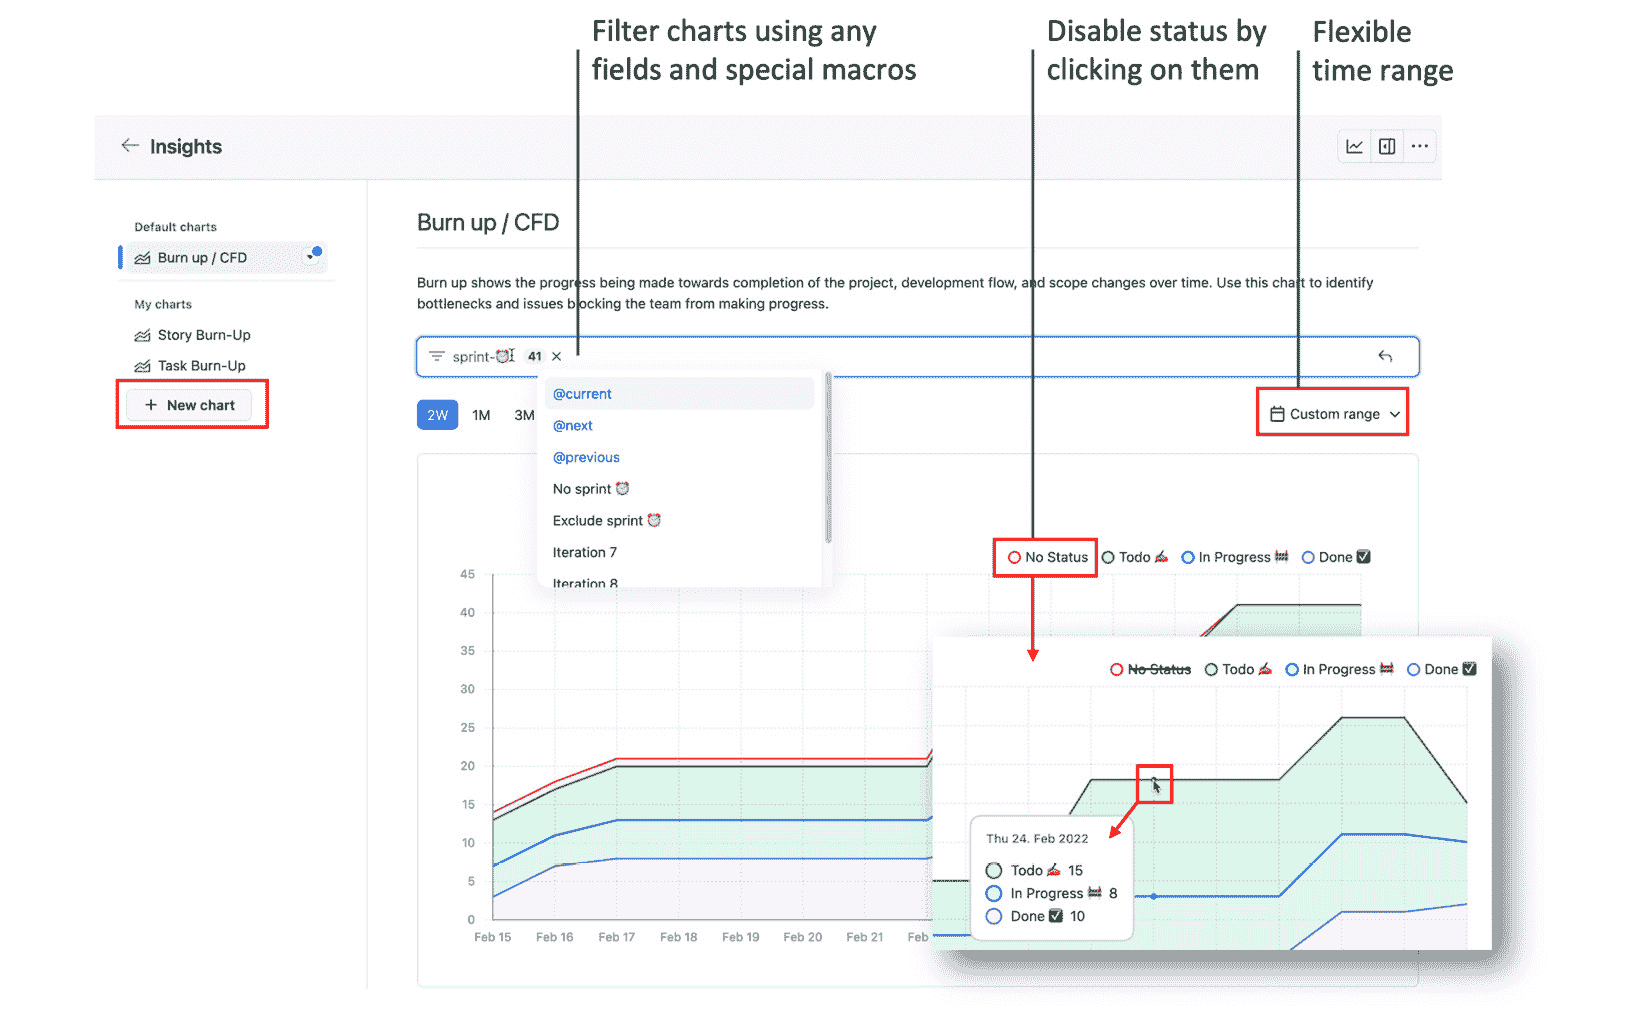 Filter charts using any
fields and special macros
Disable status by
clicking on them
Flexible
time range
← Insights
Default charts
Burn up / CFD
My charts
Story Burn-Up
Task Burn-Up
+ New chart
Burn up / CFD
Burn up shows the progress being made towards completion of the project, development flow, and scope changes over time. Use this chart to identify
bottlenecks and issues blocking the team from making progress.
sprint-⏰ 41 ×
2W 1M 3M
Custom range
@current
@next
@previous
No sprint ⏰
Exclude sprint ⏰
Iteration 7
Iteration 8
No Status Todo ✍ In Progress 🚧 Done ✅
45
40
35
30
25
20
15
10
5
0
Feb 15 Feb 16 Feb 17 Feb 18 Feb 19 Feb 20 Feb 21 Feb
No Status Todo ✍ In Progress 🚧 Done ✅
Thu 24. Feb 2022
Todo ✍ 15
In Progress 🚧 8
Done ✅ 10